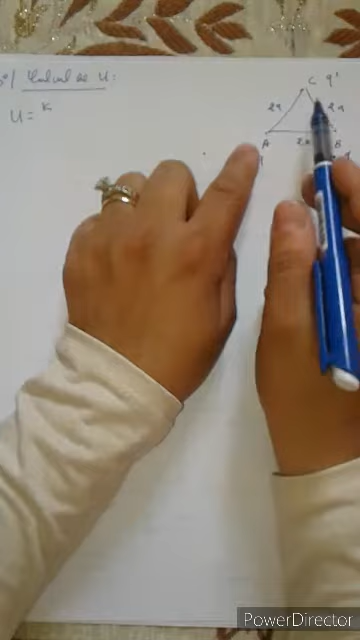 Calcul de U:
U = K
C q'
2a 2a
A 2a B
q q
PowerDirector